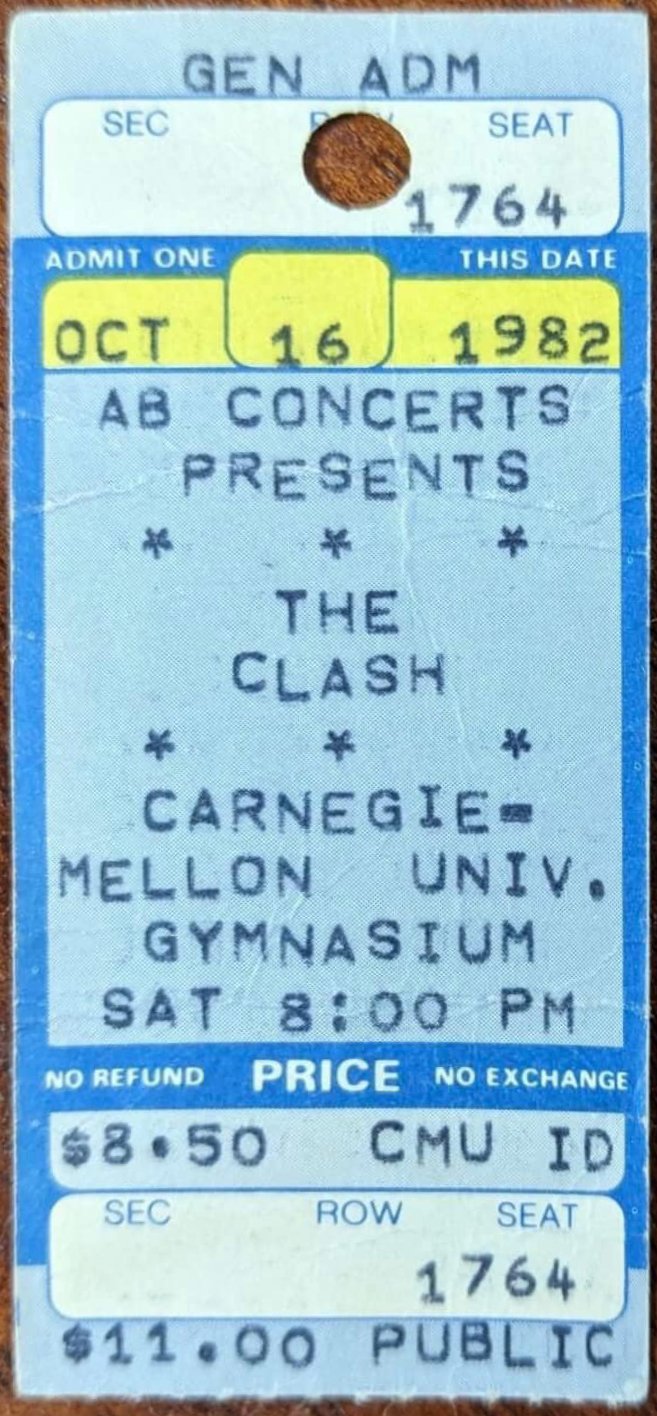 GEN ADM
SEC SEAT
1764
ADMIT ONE THIS DATE
OCT 16 1982
AB CONCERTS
PRESENTS
* * *
THE
CLASH
* * *
CARNEGIE-
MELLON UNIV.
GYMNASIUM
SAT 8:00 PM
NO REFUND PRICE NO EXCHANGE
$8.50 CMU ID
SEC ROW SEAT
1764
$11.00 PUBLIC